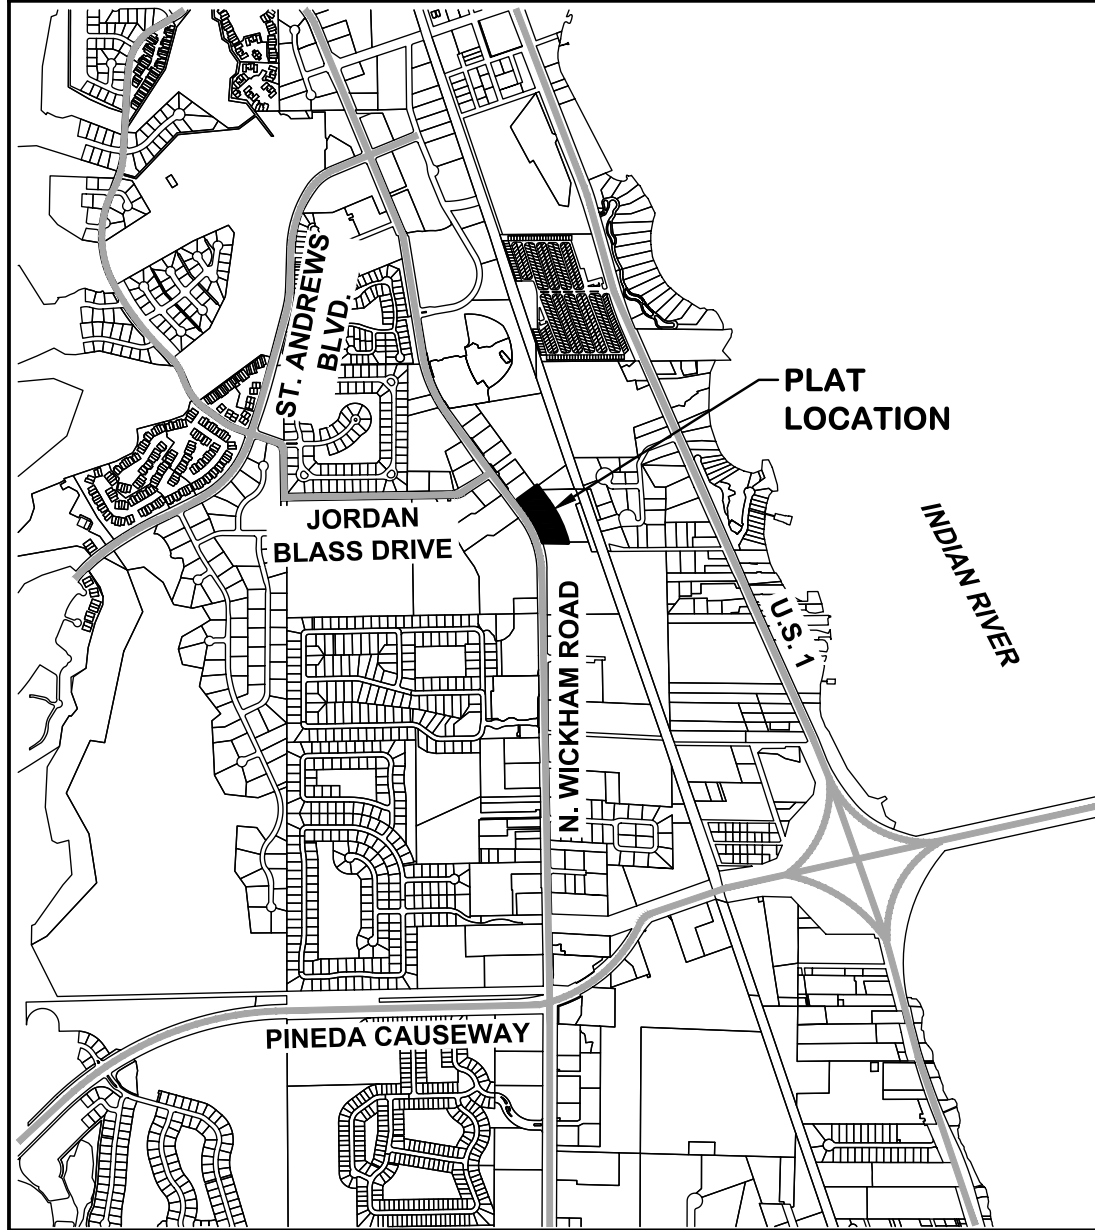 ST. ANDREWS
BLVD.
PLAT
LOCATION
JORDAN
BLASS DRIVE
INDIAN RIVER
U.S. 1
N. WICKHAM ROAD
PINEDA CAUSEWAY